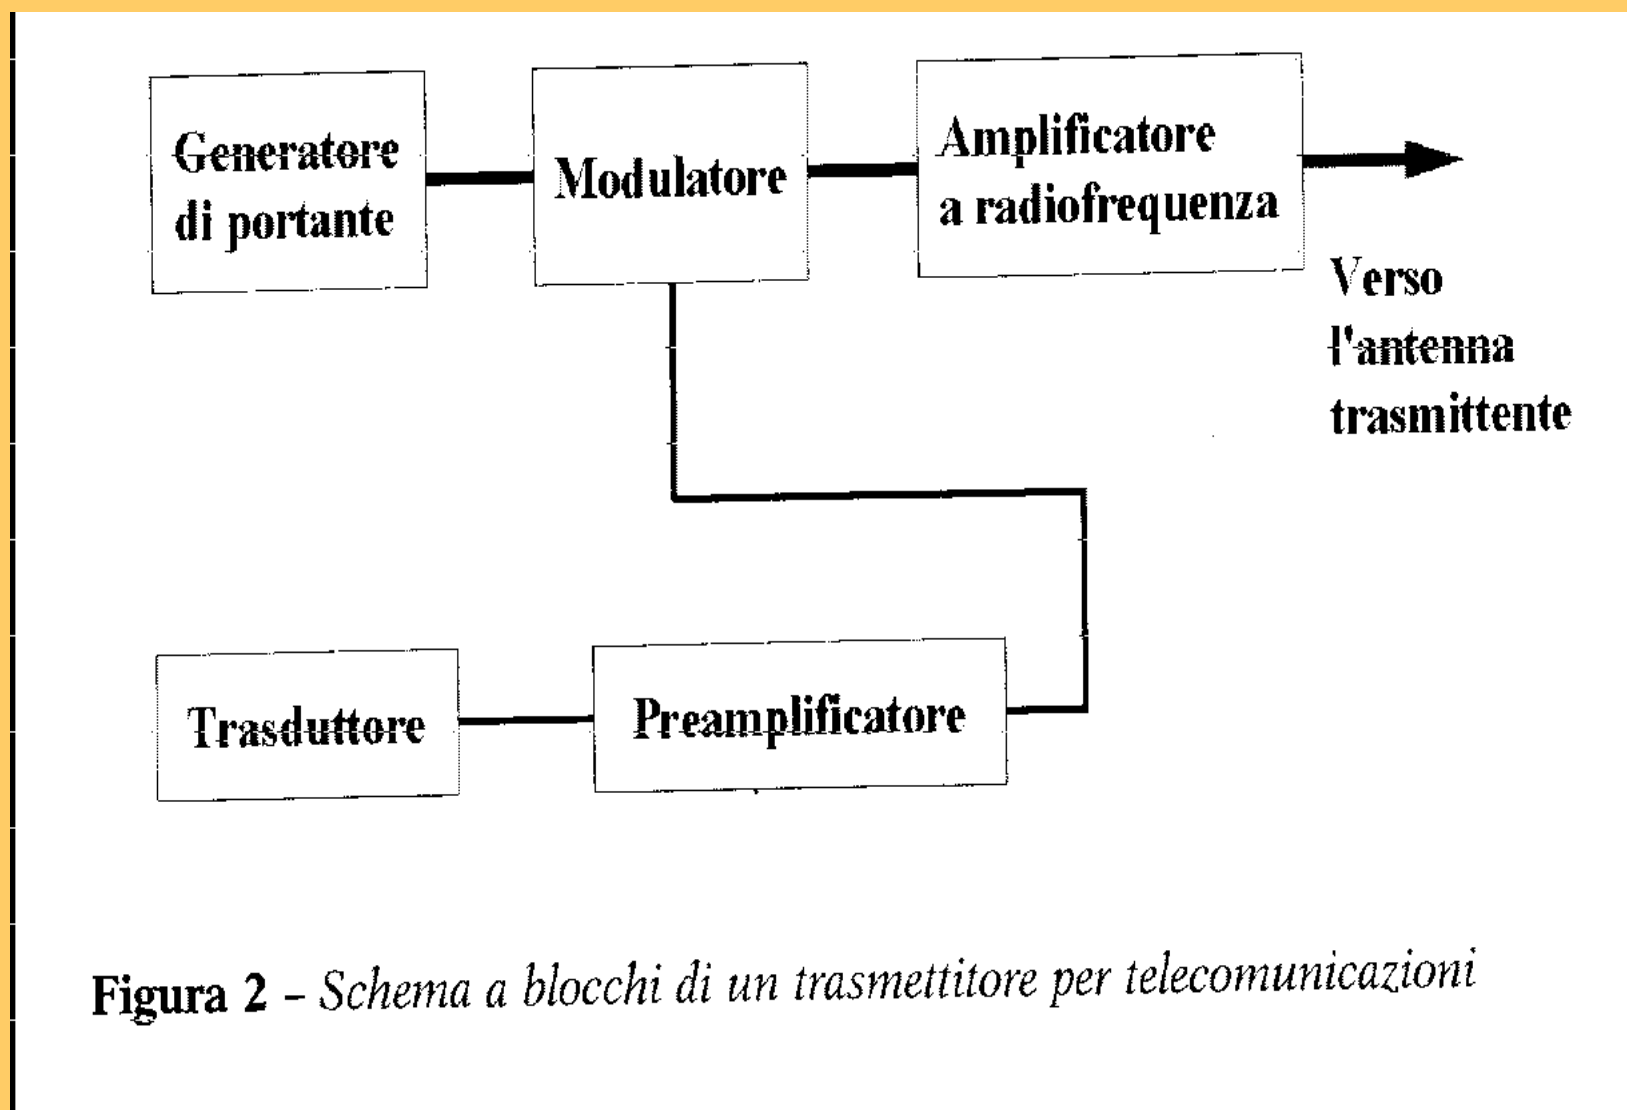 Generatore
di portante
Modulatore
Amplificatore
a radiofrequenza
Verso
l'antenna
trasmittente
Trasduttore
Preamplificatore
Figura 2 – Schema a blocchi di un trasmettitore per telecomunicazioni